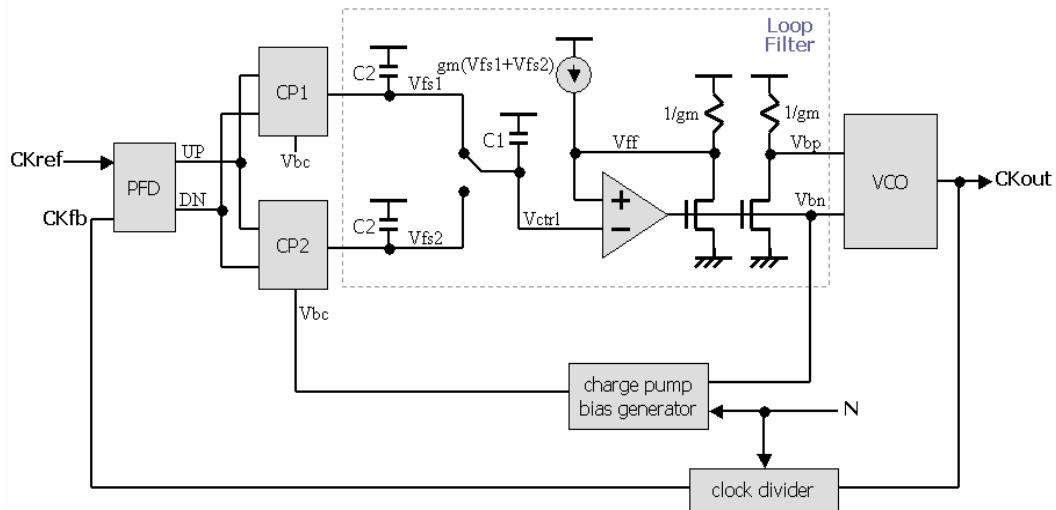 Loop
Filter
C2
gm(Vfs1+Vfs2)
CP1
Vfs1
1/gm
1/gm
C1
CKref
UP
Vbc
Vff
Vbp
PFD
VCO
CKout
DN
CKfb
C2
Vctrl
Vbn
CP2
Vfs2
Vbc
charge pump
bias generator
N
clock divider